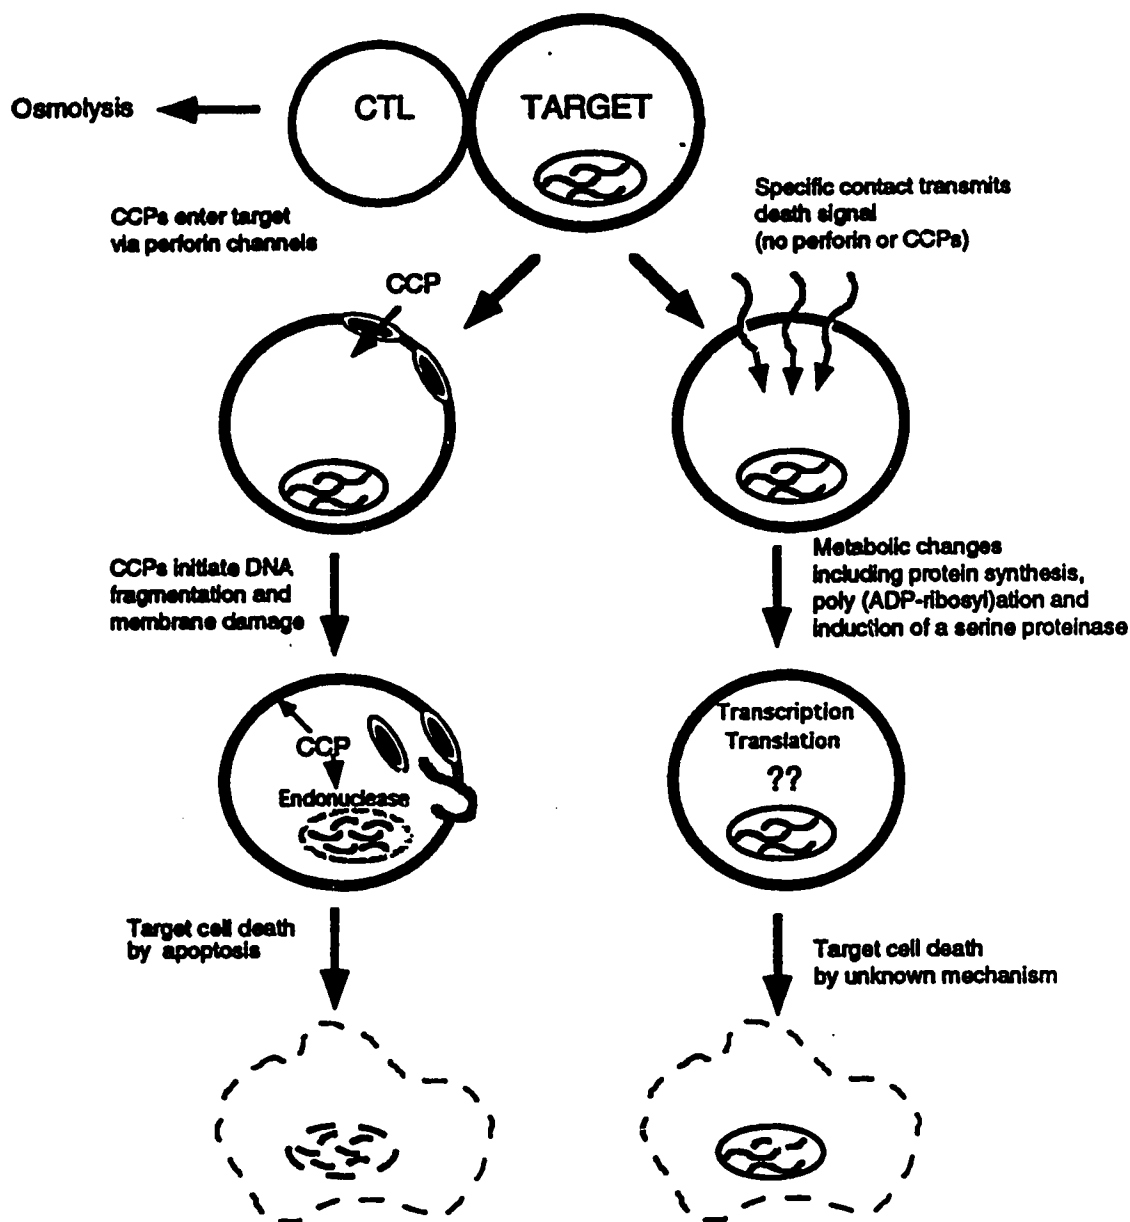 Osmolysis
CTL
TARGET
CCPs enter target
via perforin channels
Specific contact transmits
death signal
(no perforin or CCPs)
CCP
CCPs initiate DNA
fragmentation and
membrane damage
Metabolic changes
including protein synthesis,
poly (ADP-ribosyl)ation and
induction of a serine proteinase
CCP
Endonuclease
Transcription
Translation
??
Target cell death
by apoptosis
Target cell death
by unknown mechanism